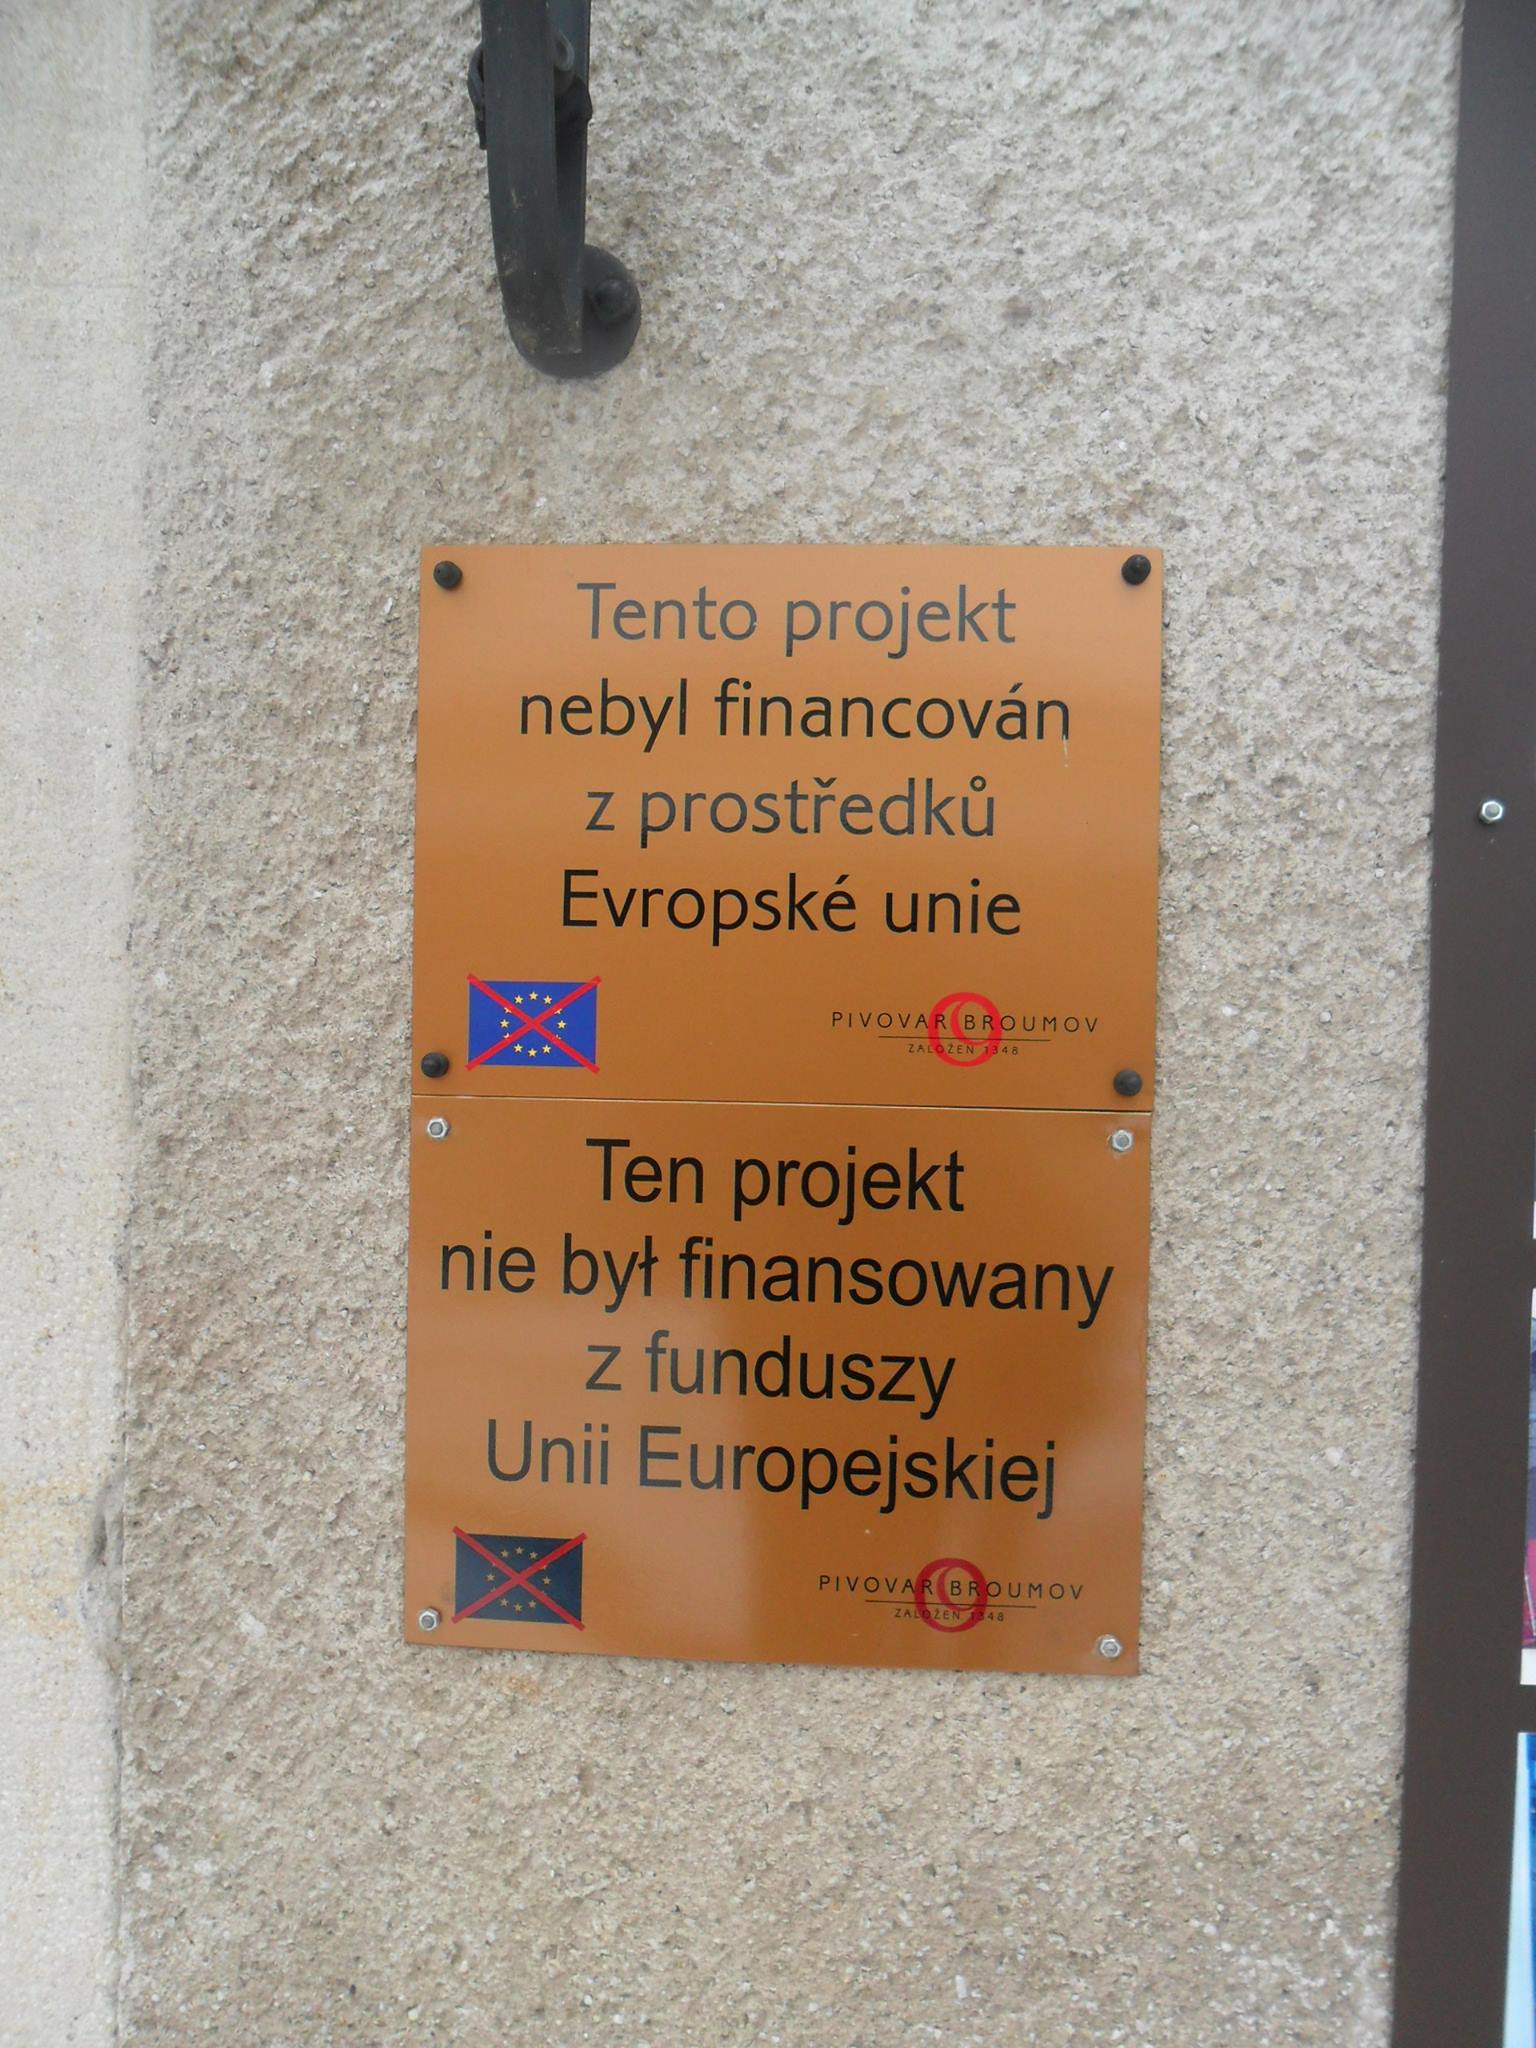 Tento projekt
nebyl financován
z prostředků
Evropské unie
PIVOVAR BROUMOV
ZALOŽEN 1348
Ten projekt
nie był finansowany
z funduszy
Unii Europejskiej
PIVOVAR BROUMOV
ZALOŽEN 1348